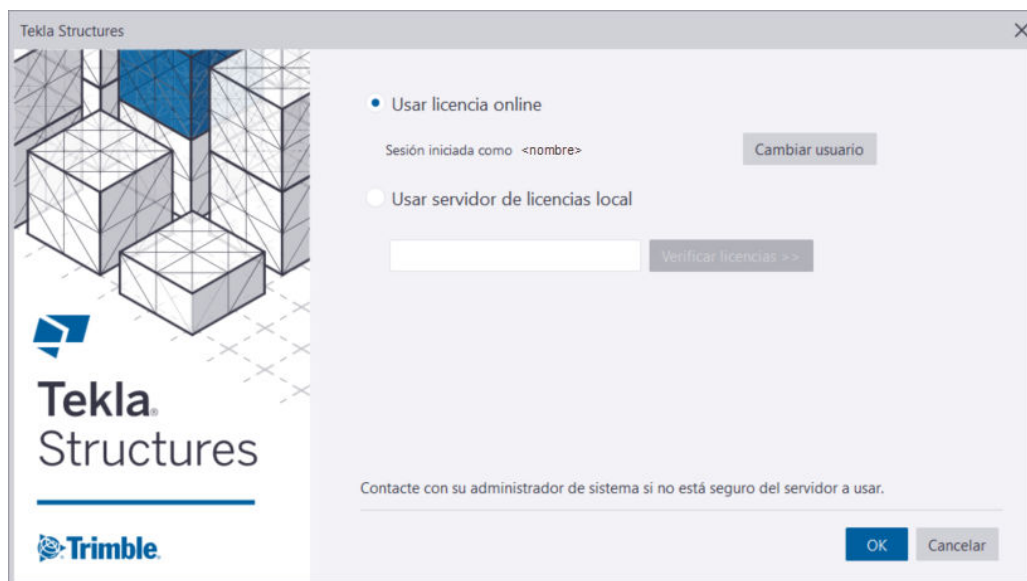 Tekla Structures
Usar licencia online
Sesión iniciada como <nombre>
Cambiar usuario
Usar servidor de licencias local
Verificar licencias >>
Tekla®
Structures
Contacte con su administrador de sistema si no está seguro del servidor a usar.
Trimble
OK
Cancelar